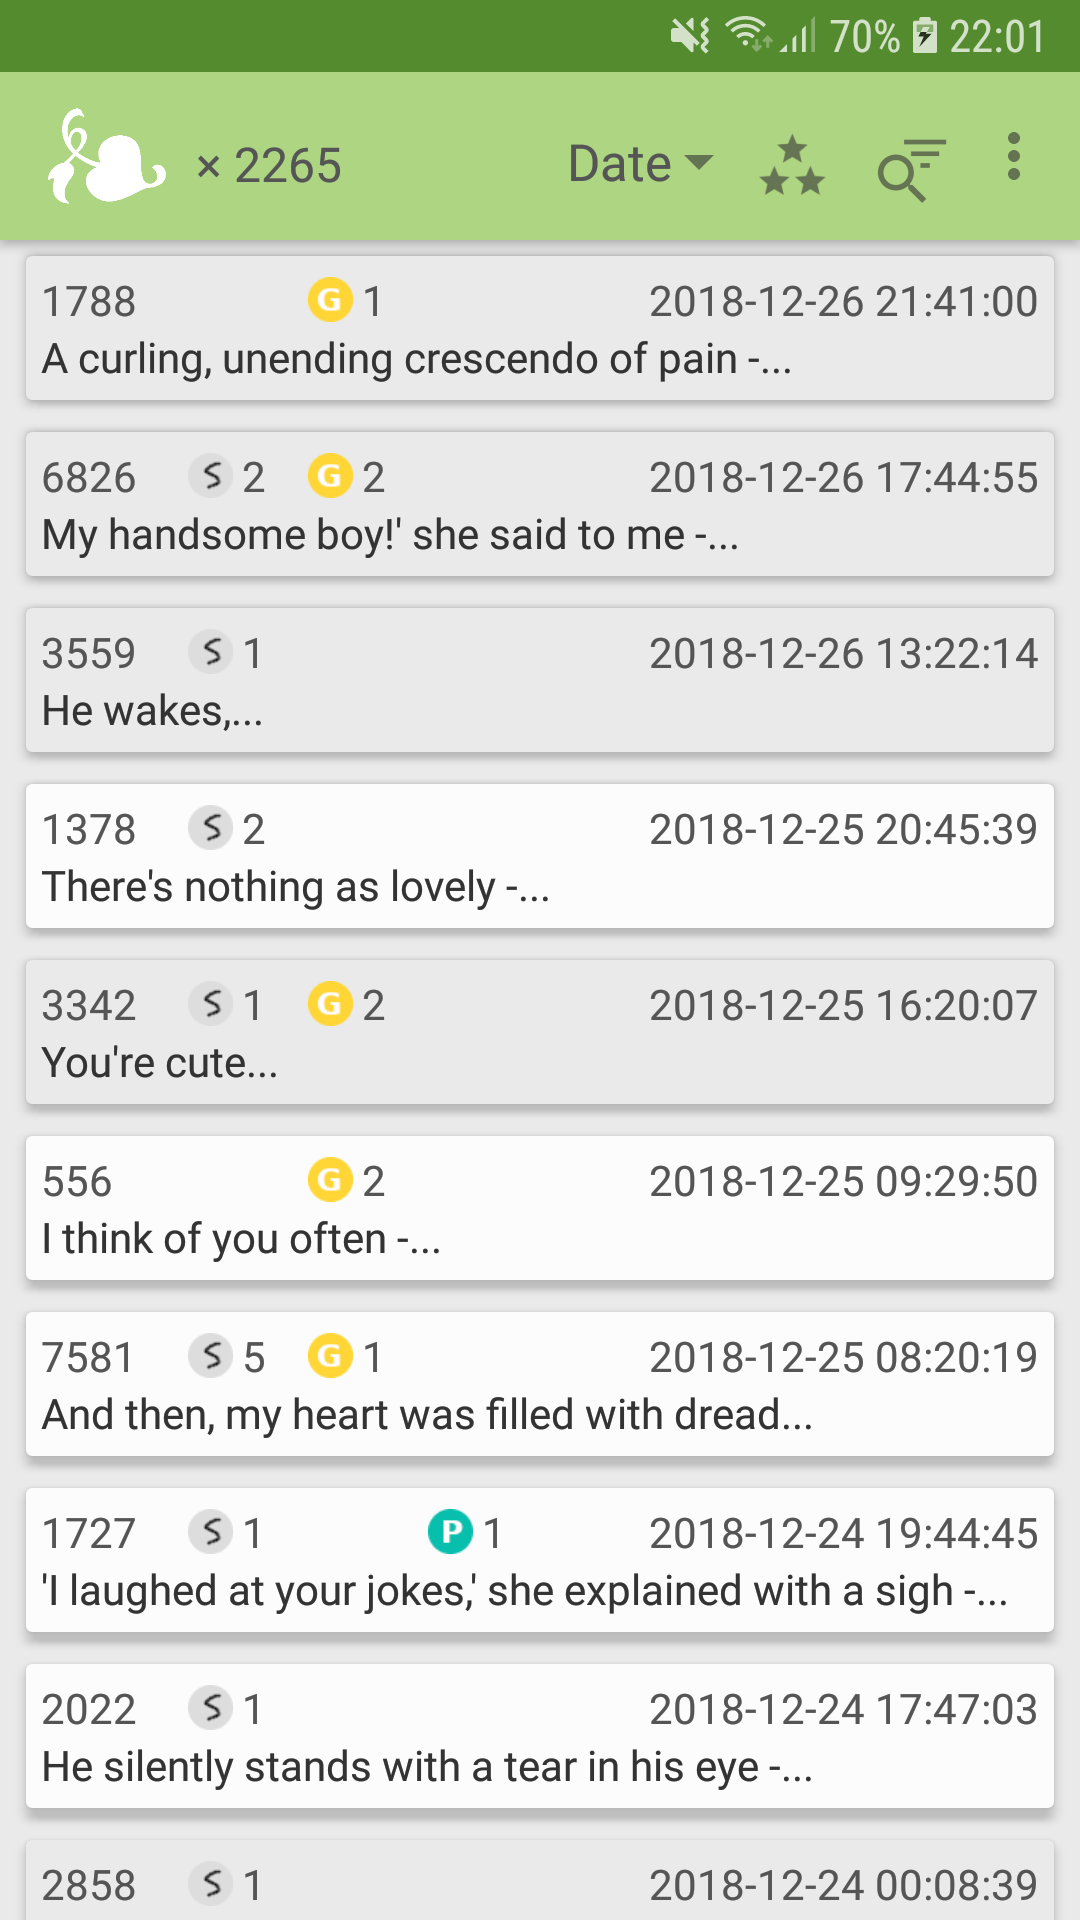 70% 22:01
× 2265 Date
1788 G 1 2018-12-26 21:41:00
A curling, unending crescendo of pain -...
6826 S 2 G 2 2018-12-26 17:44:55
My handsome boy!' she said to me -...
3559 S 1 2018-12-26 13:22:14
He wakes,...
1378 S 2 2018-12-25 20:45:39
There's nothing as lovely -...
3342 S 1 G 2 2018-12-25 16:20:07
You're cute...
556 G 2 2018-12-25 09:29:50
I think of you often -...
7581 S 5 G 1 2018-12-25 08:20:19
And then, my heart was filled with dread...
1727 S 1 P 1 2018-12-24 19:44:45
'I laughed at your jokes,' she explained with a sigh -...
2022 S 1 2018-12-24 17:47:03
He silently stands with a tear in his eye -...
2858 S 1 2018-12-24 00:08:39